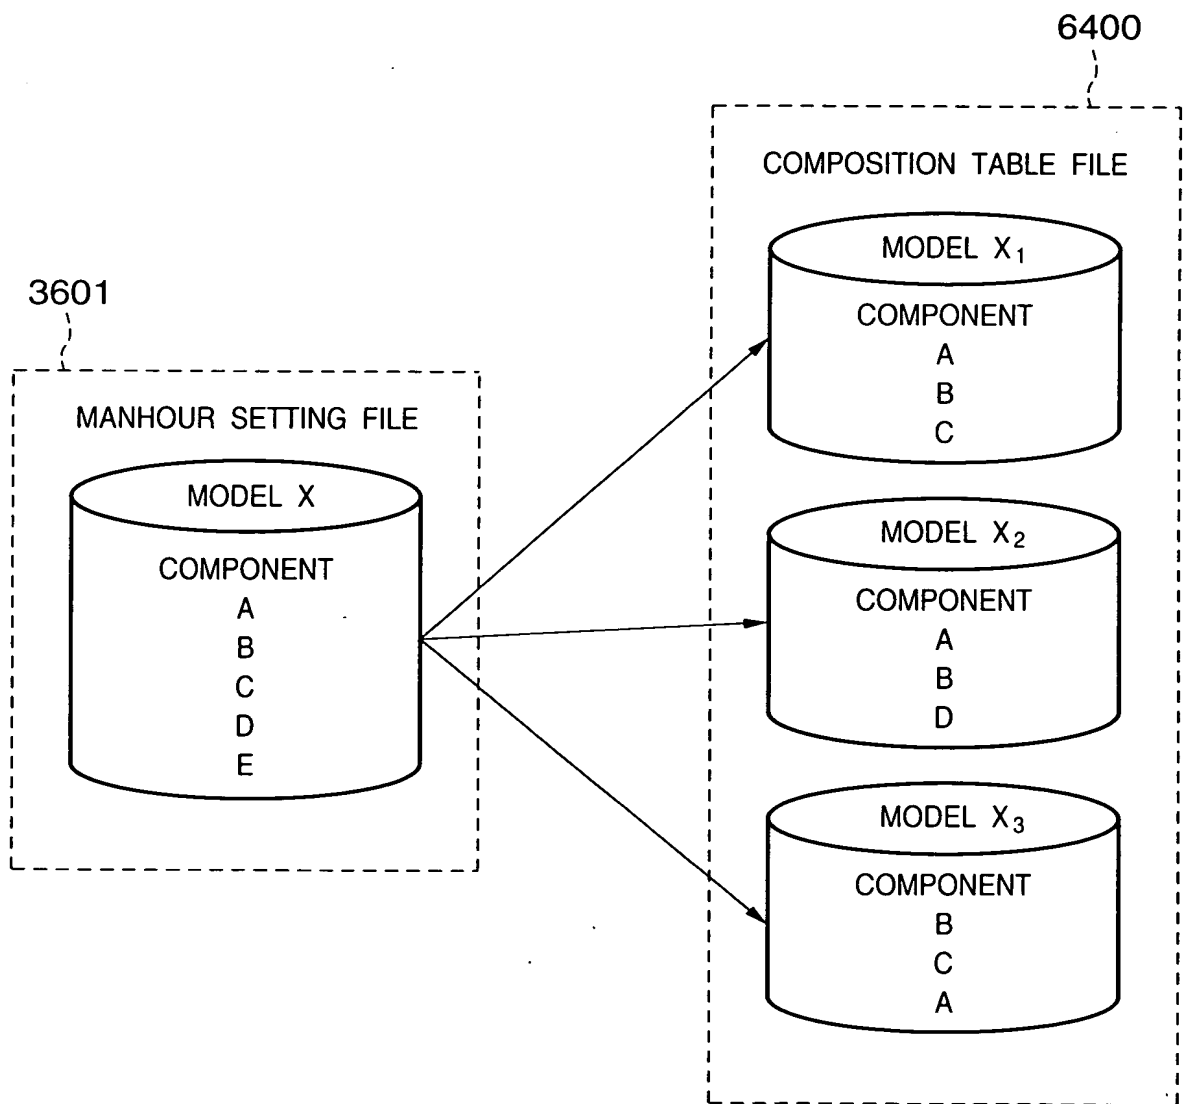 6400
COMPOSITION TABLE FILE
MODEL X₁
COMPONENT
A
B
C
3601
MANHOUR SETTING FILE
MODEL X
COMPONENT
A
B
C
D
E
MODEL X₂
COMPONENT
A
B
D
MODEL X₃
COMPONENT
B
C
A